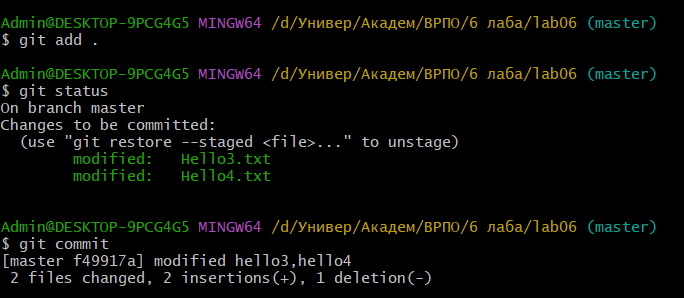 Admin@DESKTOP-9PCG4G5 MINGW64 /d/Универ/Академ/ВРПО/6 лаба/lab06 (master)
$ git add .
Admin@DESKTOP-9PCG4G5 MINGW64 /d/Универ/Академ/ВРПО/6 лаба/lab06 (master)
$ git status
On branch master
Changes to be committed:
  (use "git restore --staged <file>..." to unstage)
        modified:   Hello3.txt
        modified:   Hello4.txt
Admin@DESKTOP-9PCG4G5 MINGW64 /d/Универ/Академ/ВРПО/6 лаба/lab06 (master)
$ git commit
[master f49917a] modified hello3,hello4
 2 files changed, 2 insertions(+), 1 deletion(-)